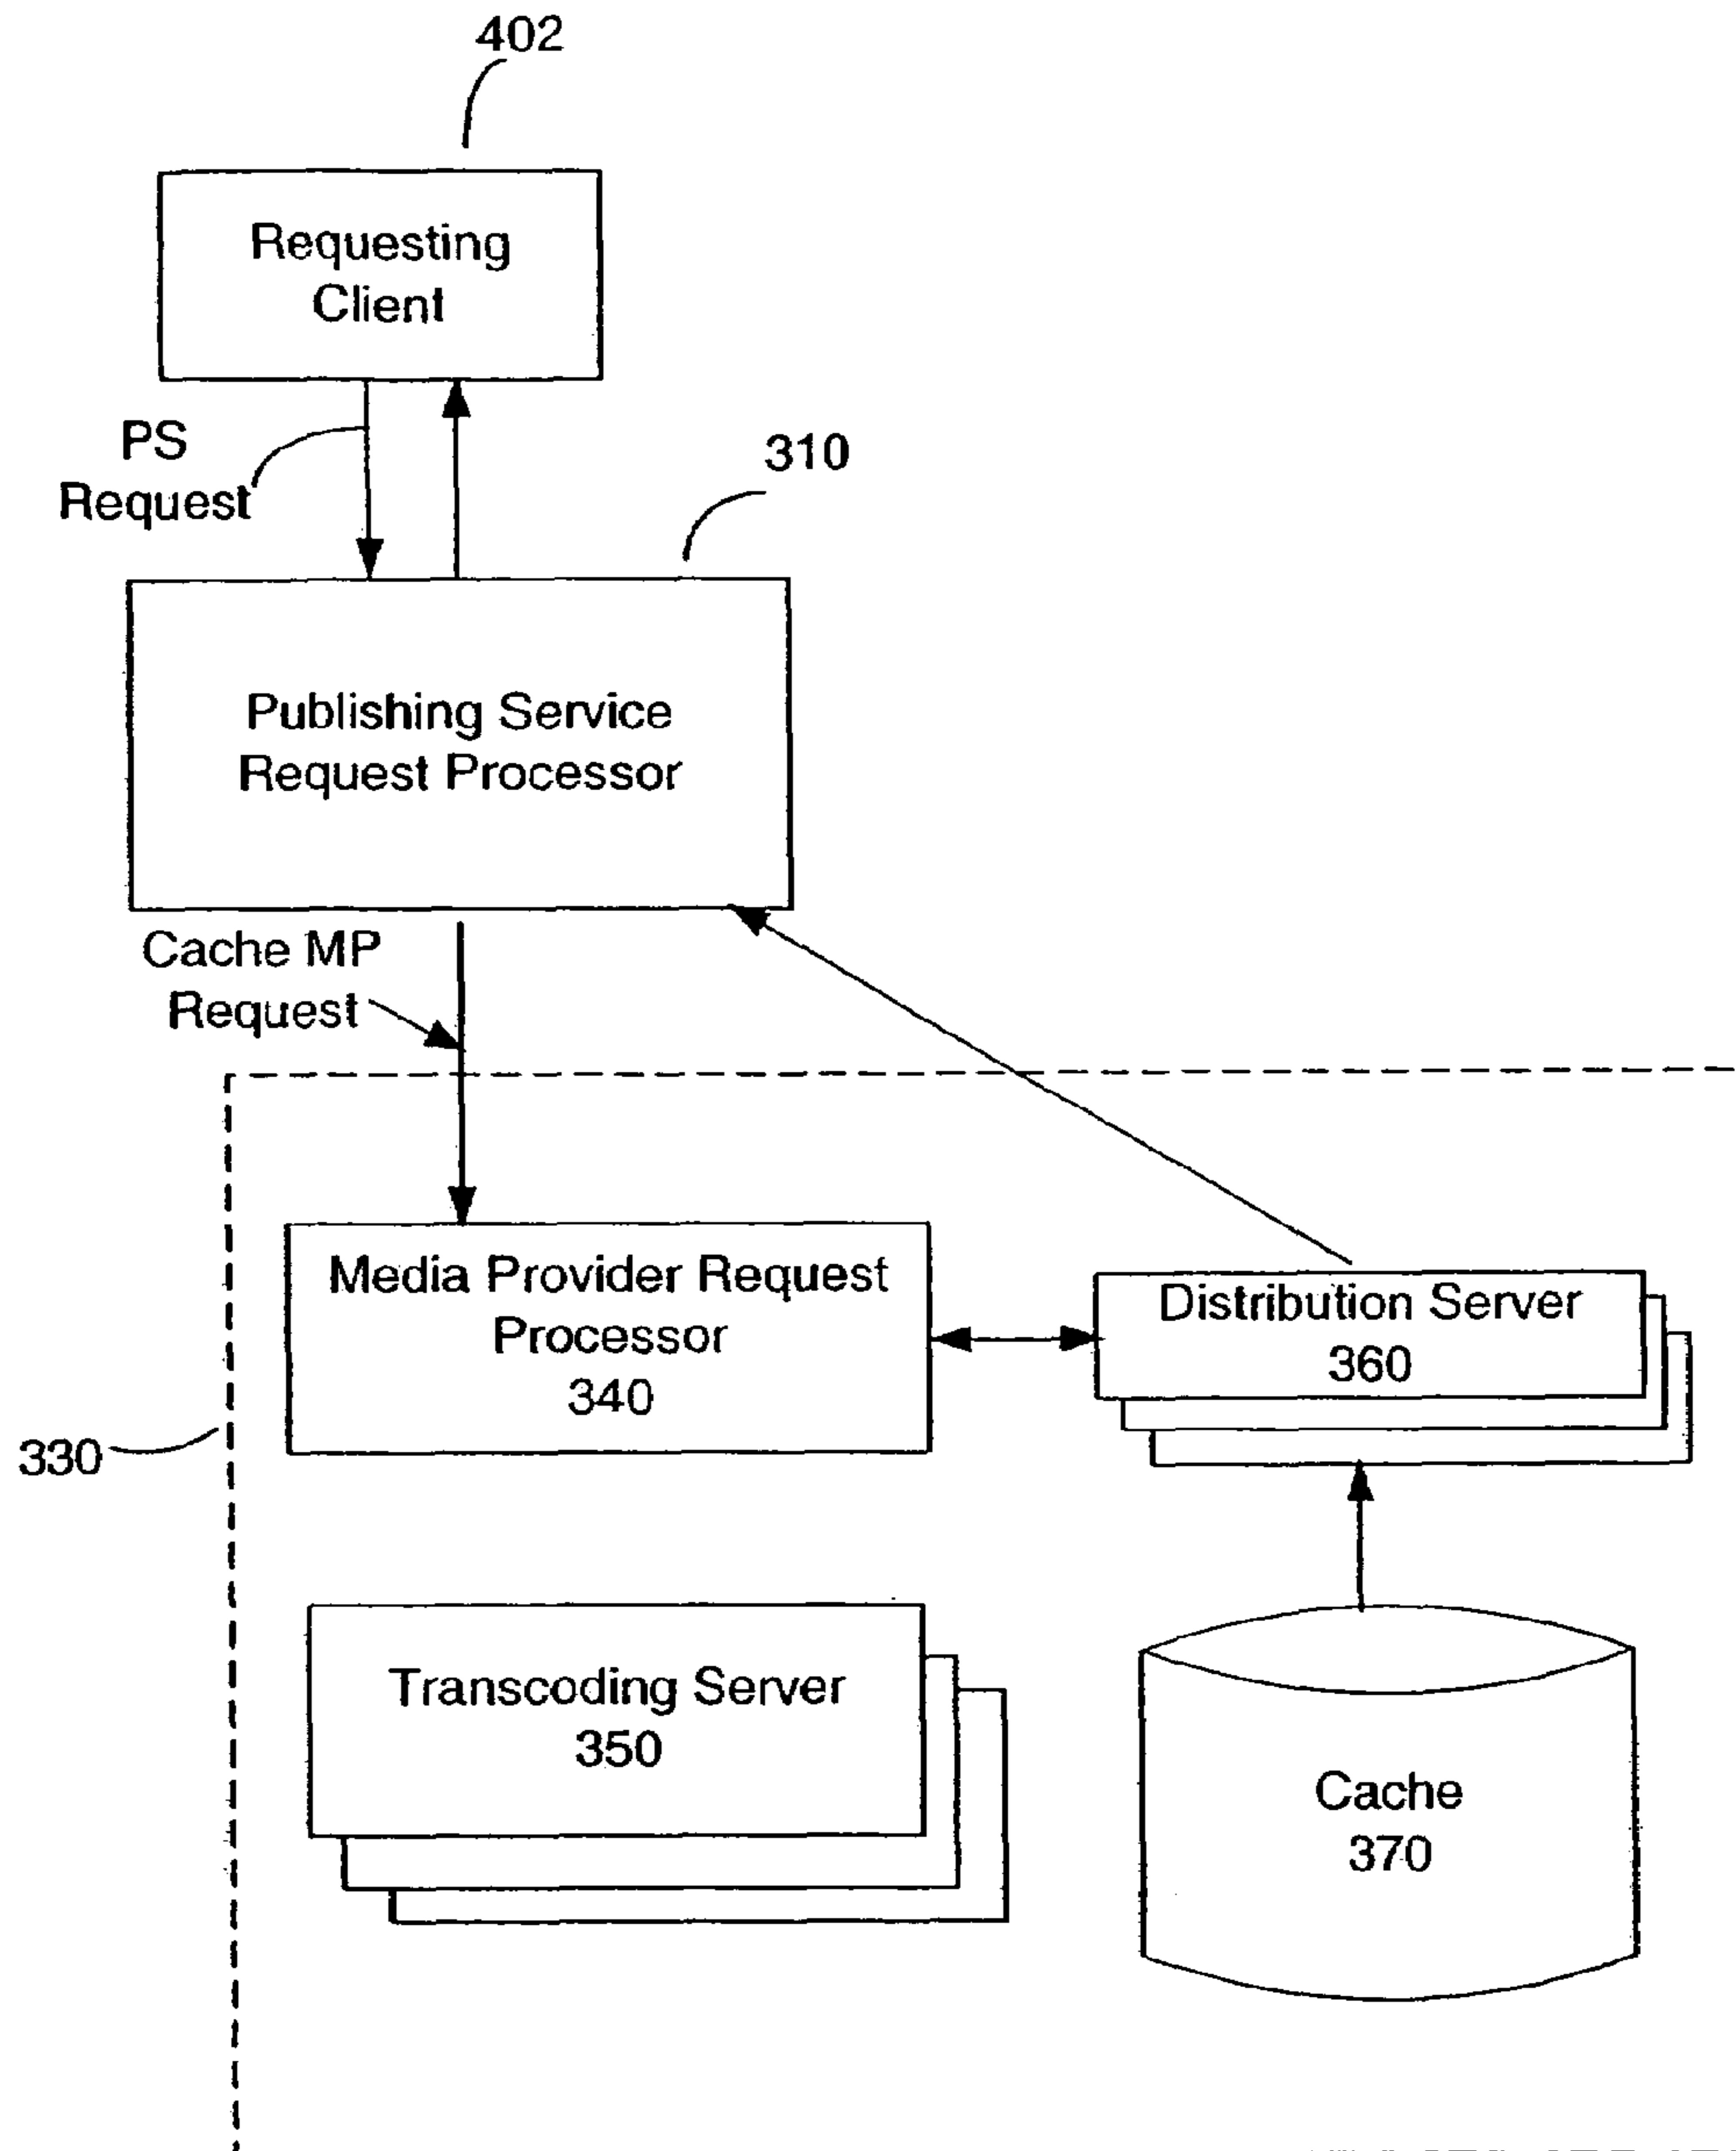 402
Requesting
Client
PS
Request
310
Publishing Service
Request Processor
Cache MP
Request
Media Provider Request
Processor
340
Distribution Server
360
330
Transcoding Server
350
Cache
370